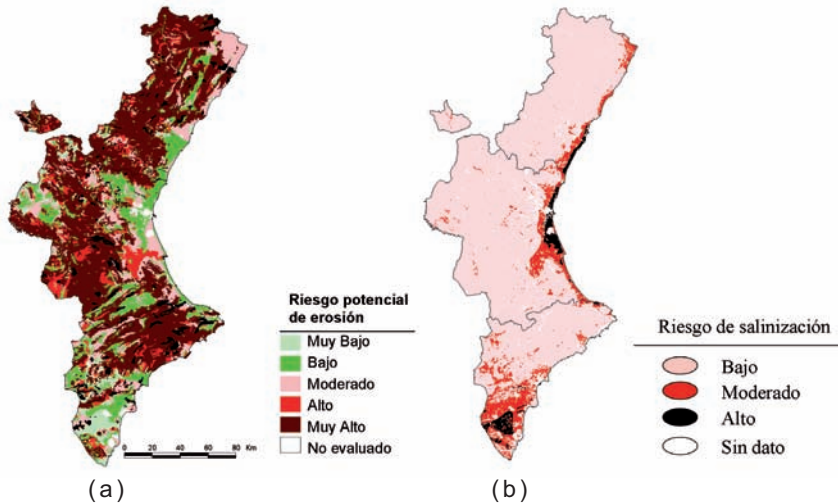 Riesgo potencial
de erosión
Muy Bajo
Bajo
Moderado
Alto
Muy Alto
No evaluado
0 20 40 60 80 Km
(a)
Riesgo de salinización
Bajo
Moderado
Alto
Sin dato
(b)